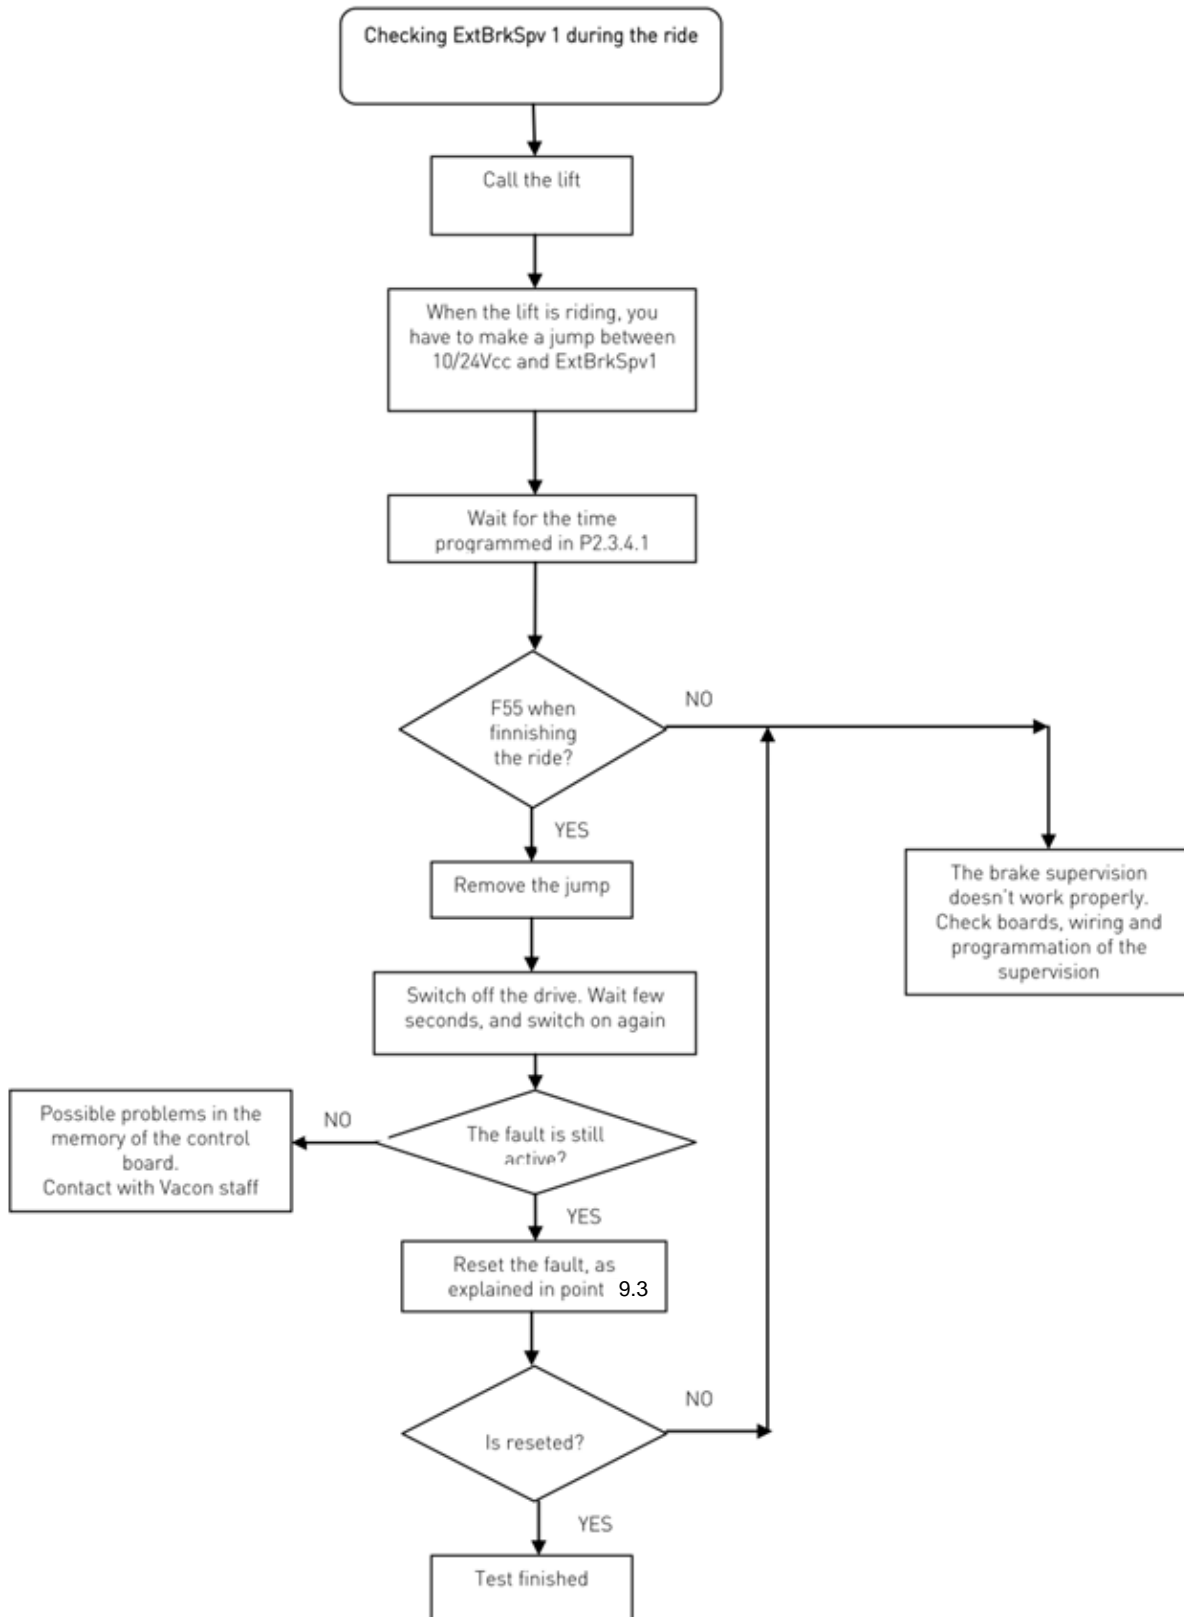 Checking ExtBrkSpv 1 during the ride
Call the lift
When the lift is riding, you
have to make a jump between
10/24Vcc and ExtBrkSpv1
Wait for the time
programmed in P2.3.4.1
F55 when
finnishing
the ride?
NO
YES
Remove the jump
The brake supervision
doesn't work properly.
Check boards, wiring and
programmation of the
supervision
Switch off the drive. Wait few
seconds, and switch on again
The fault is still
active?
NO
Possible problems in the
memory of the control
board.
Contact with Vacon staff
YES
Reset the fault, as
explained in point 9.3
Is reseted?
NO
YES
Test finished